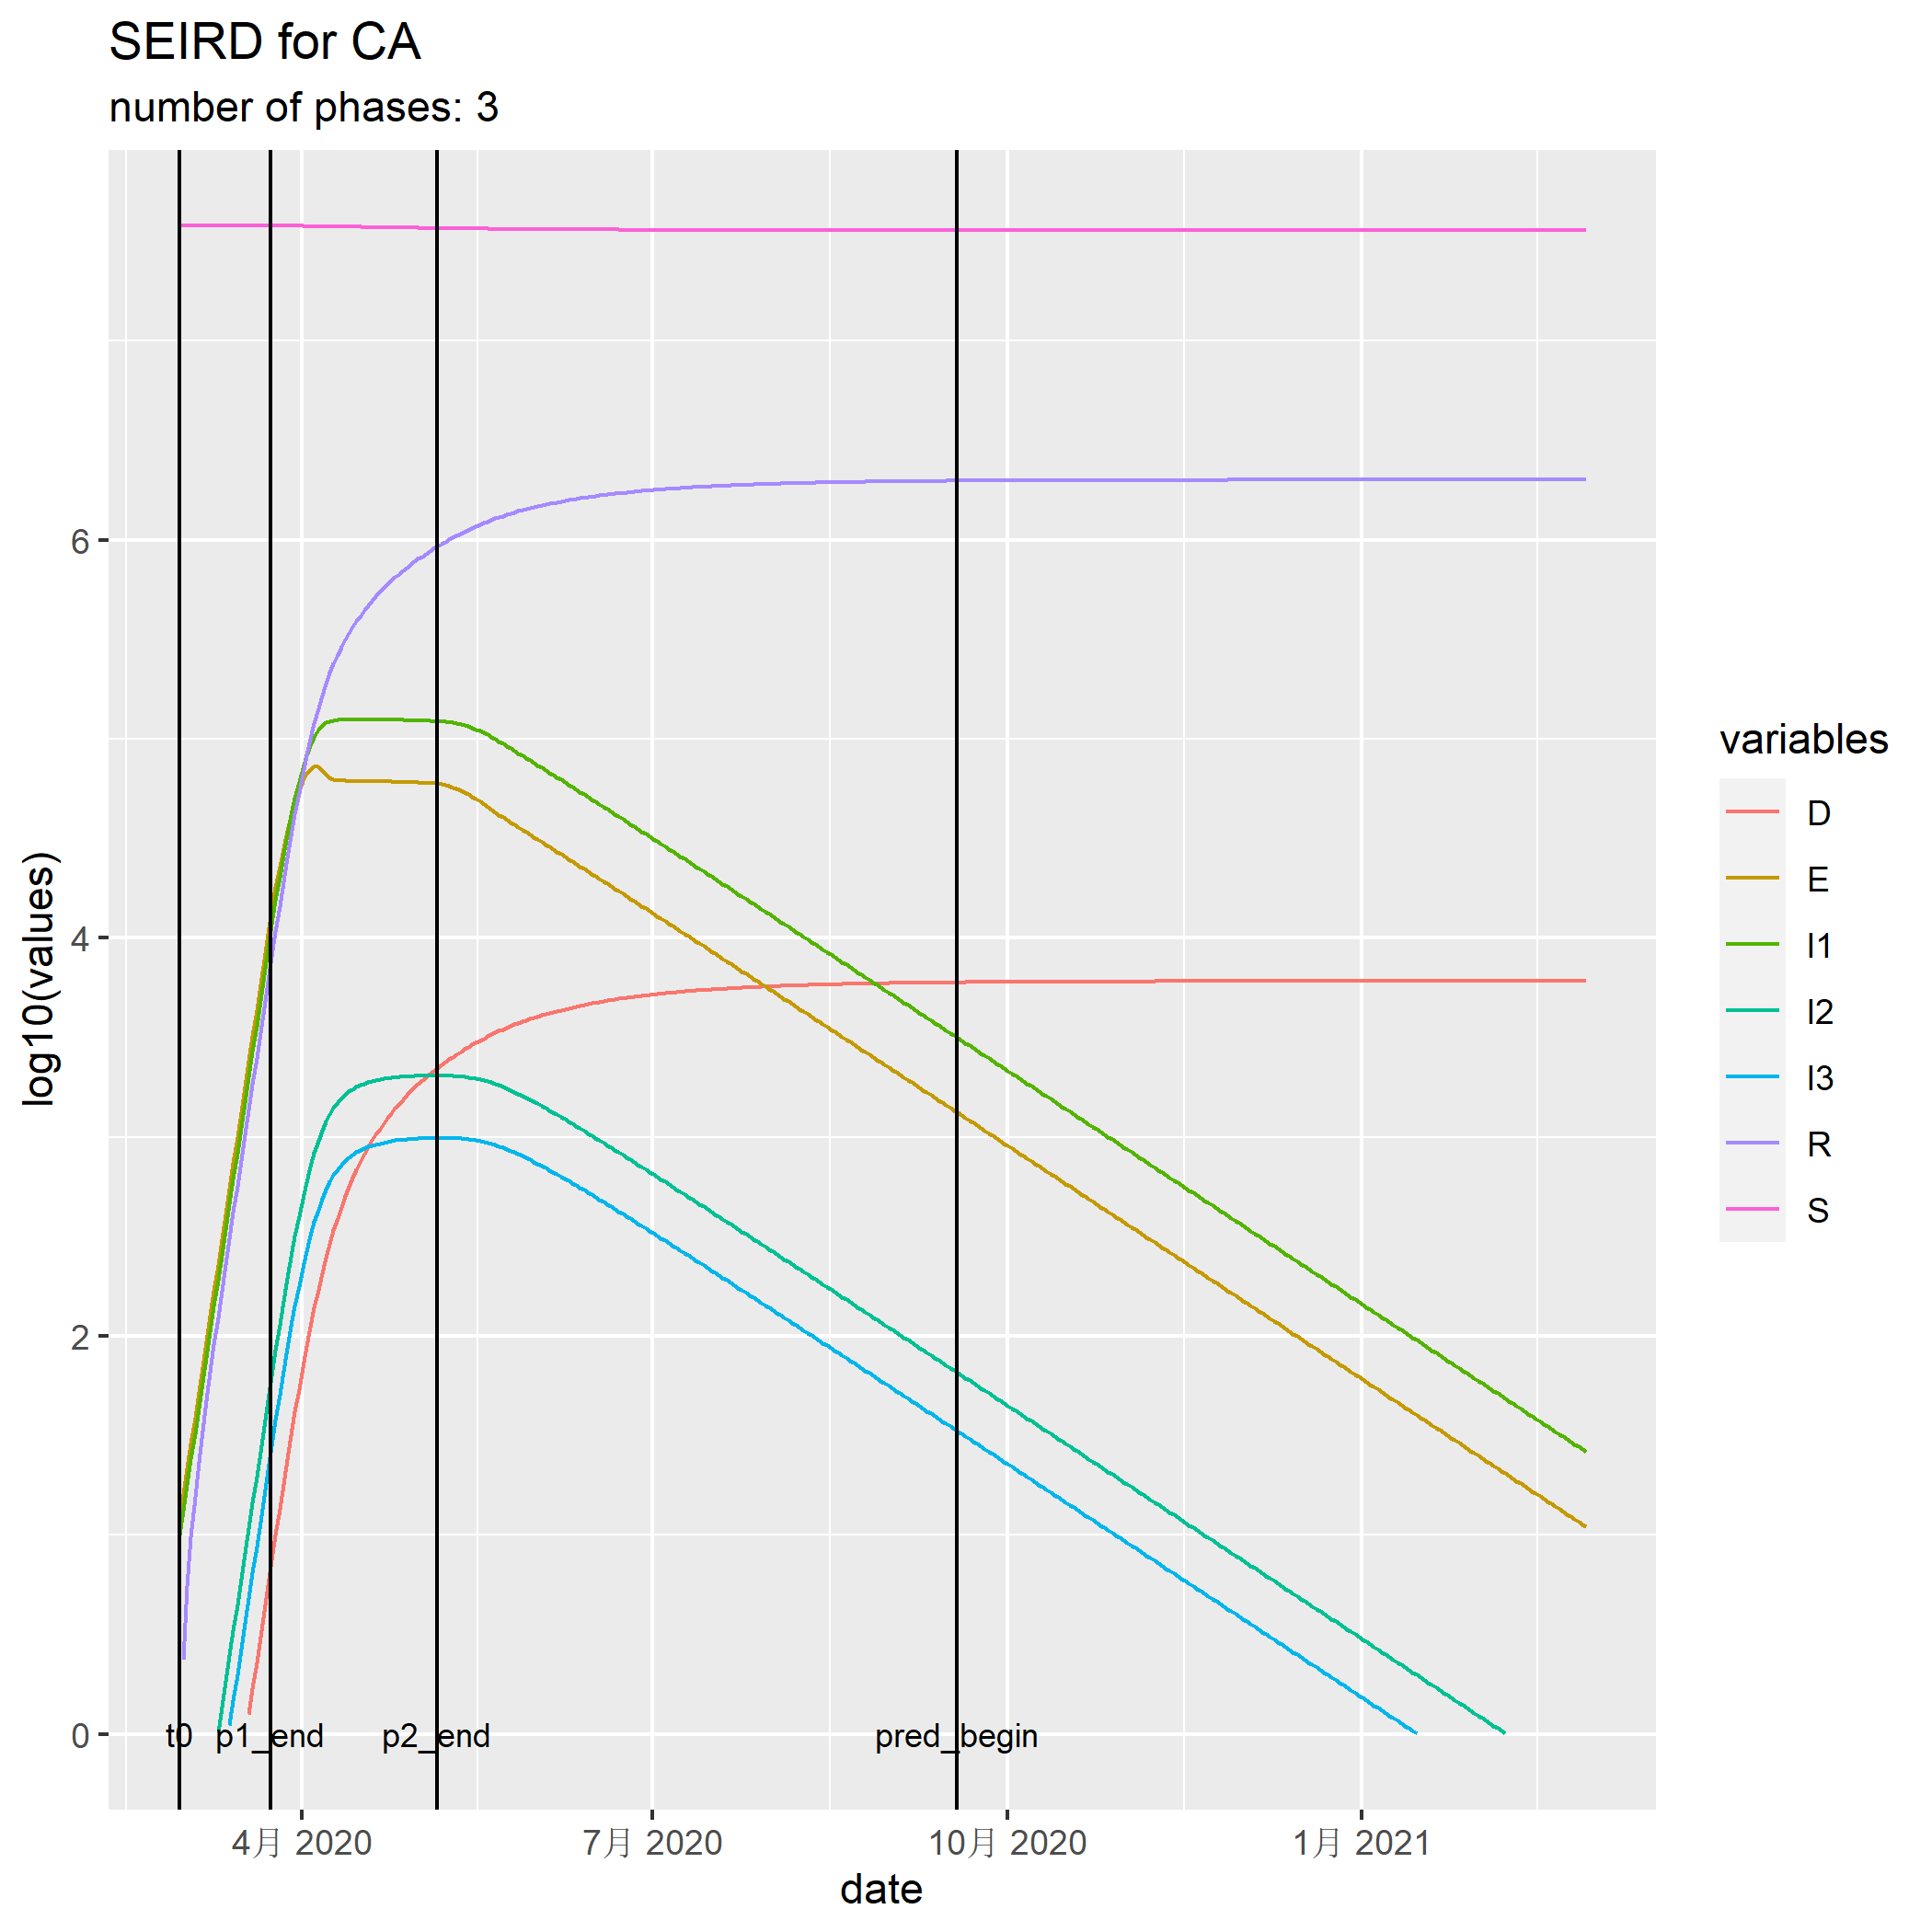 SEIRD for CA
number of phases: 3
log10(values)
6
4
2
0
t0 p1_end p2_end pred_begin
4月 2020 7月 2020 10月 2020 1月 2021
date
variables
D
E
I1
I2
I3
R
S